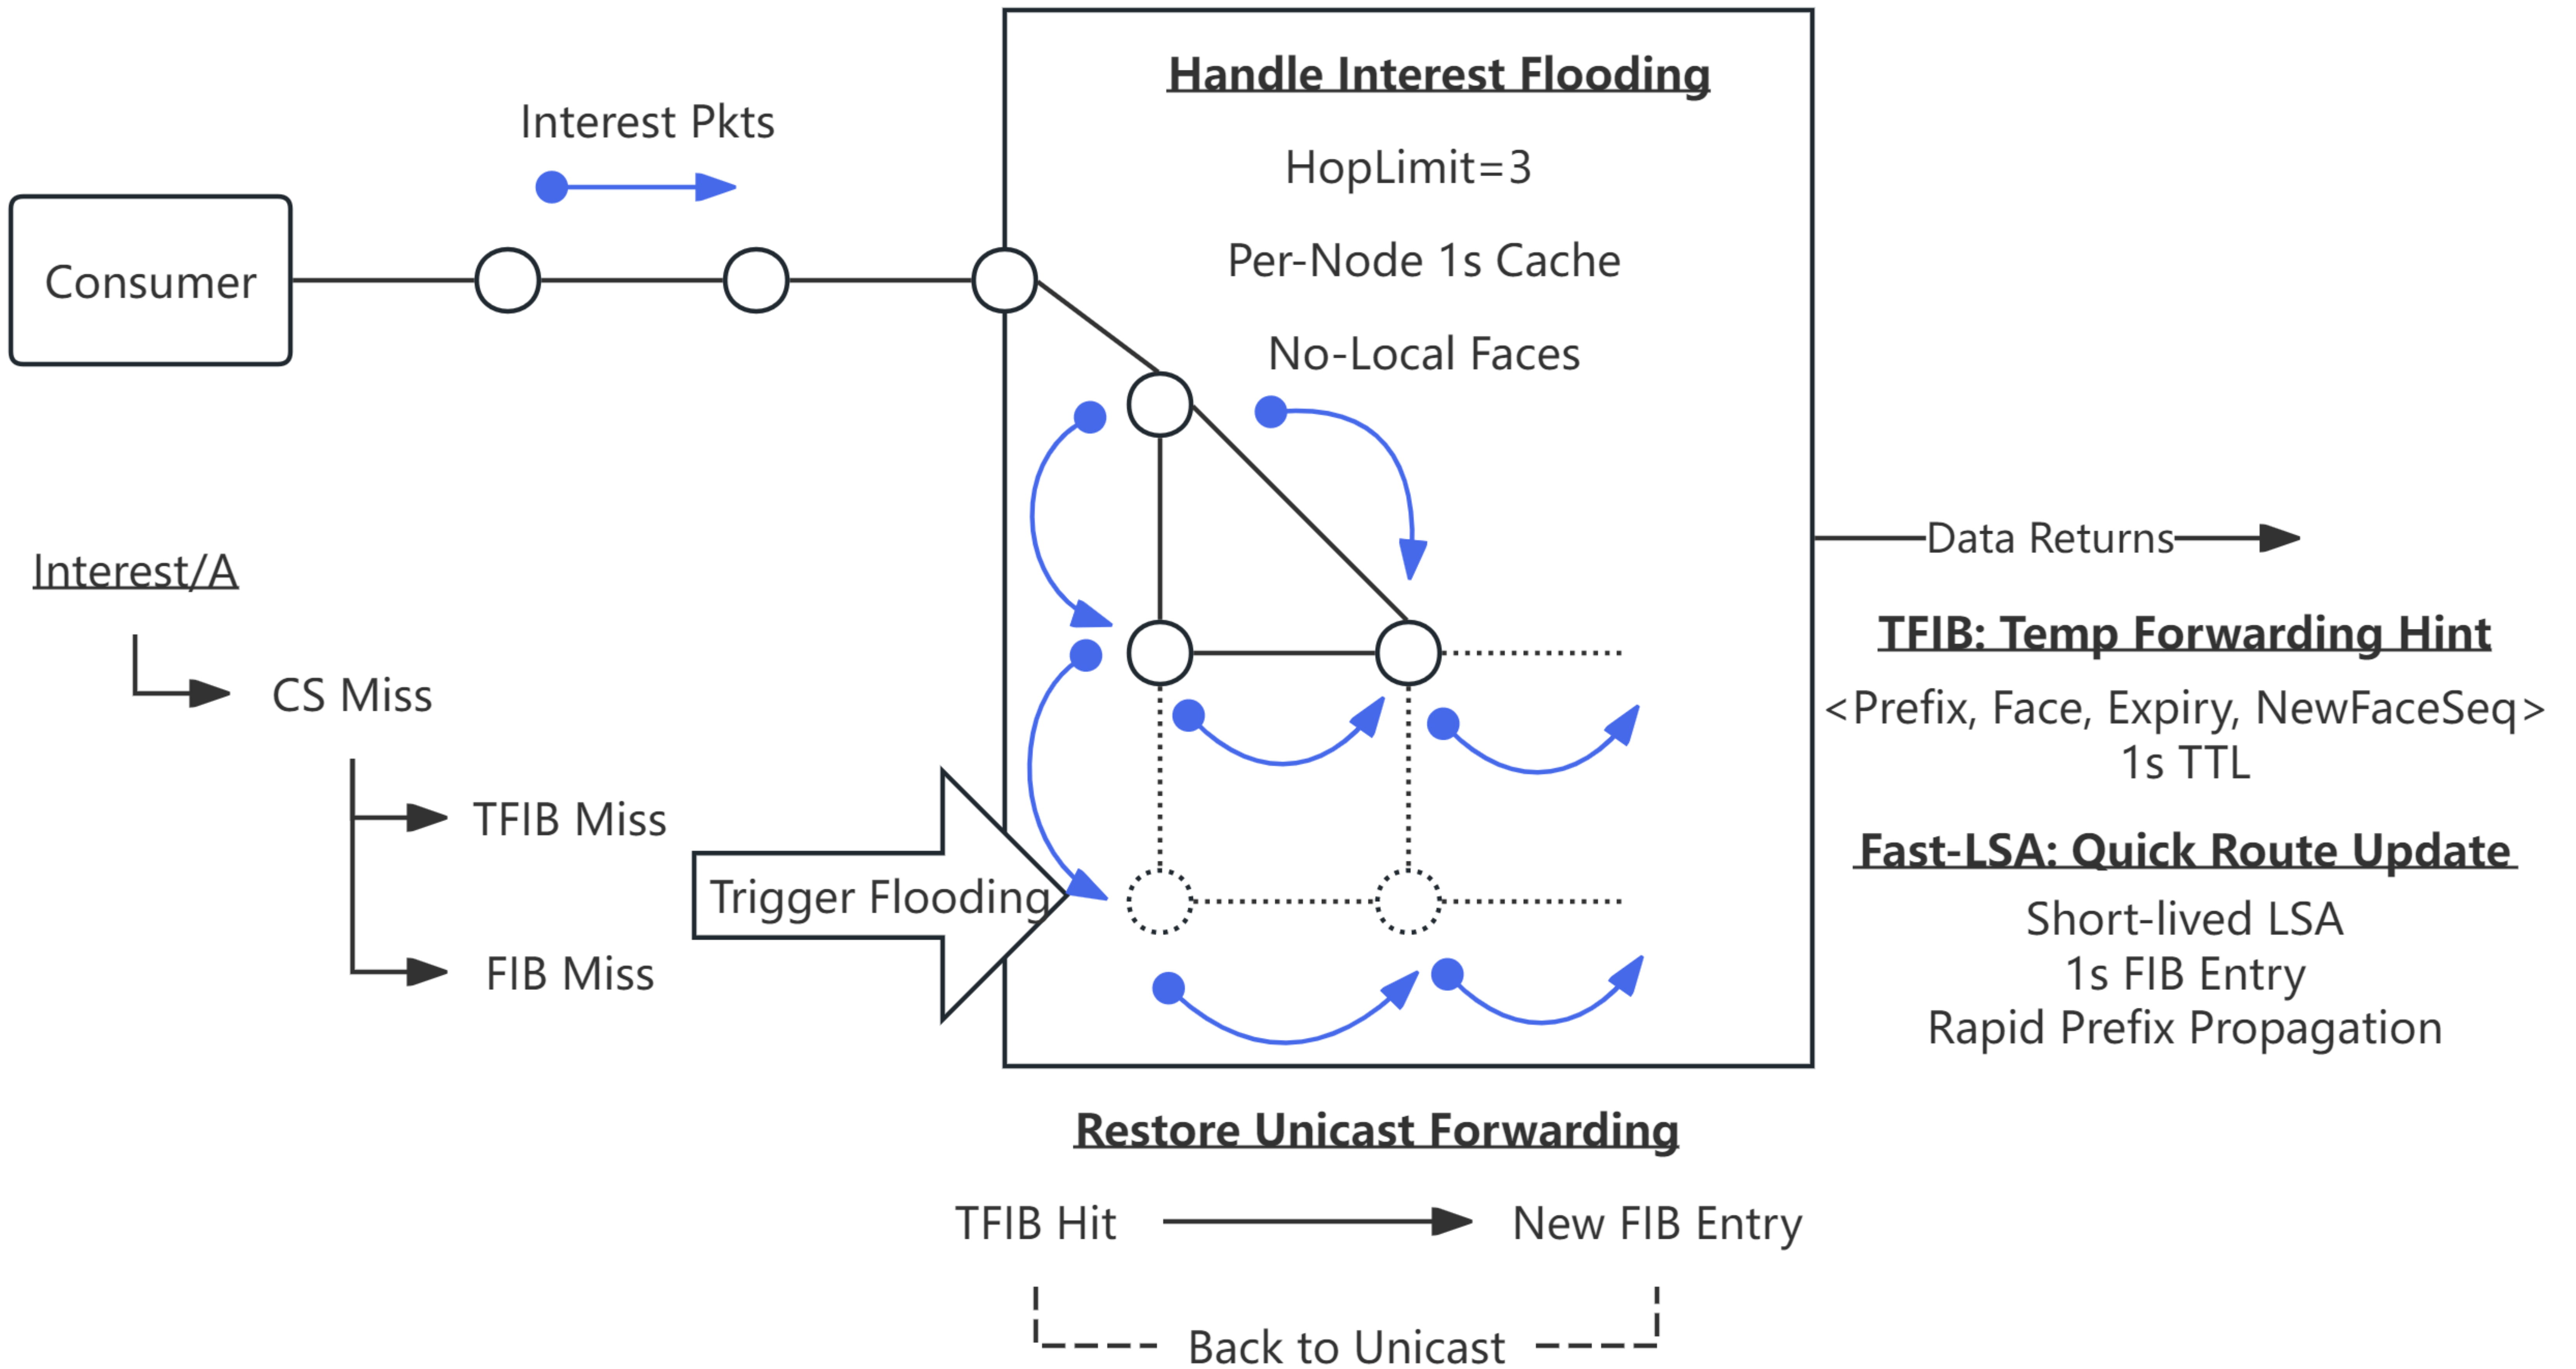 Handle Interest Flooding
HopLimit=3
Per-Node 1s Cache
No-Local Faces
Interest Pkts
Consumer
Interest/A
CS Miss
TFIB Miss
FIB Miss
Trigger Flooding
Data Returns
TFIB: Temp Forwarding Hint
<Prefix, Face, Expiry, NewFaceSeq>
1s TTL
Fast-LSA: Quick Route Update
Short-lived LSA
1s FIB Entry
Rapid Prefix Propagation
Restore Unicast Forwarding
TFIB Hit
New FIB Entry
Back to Unicast